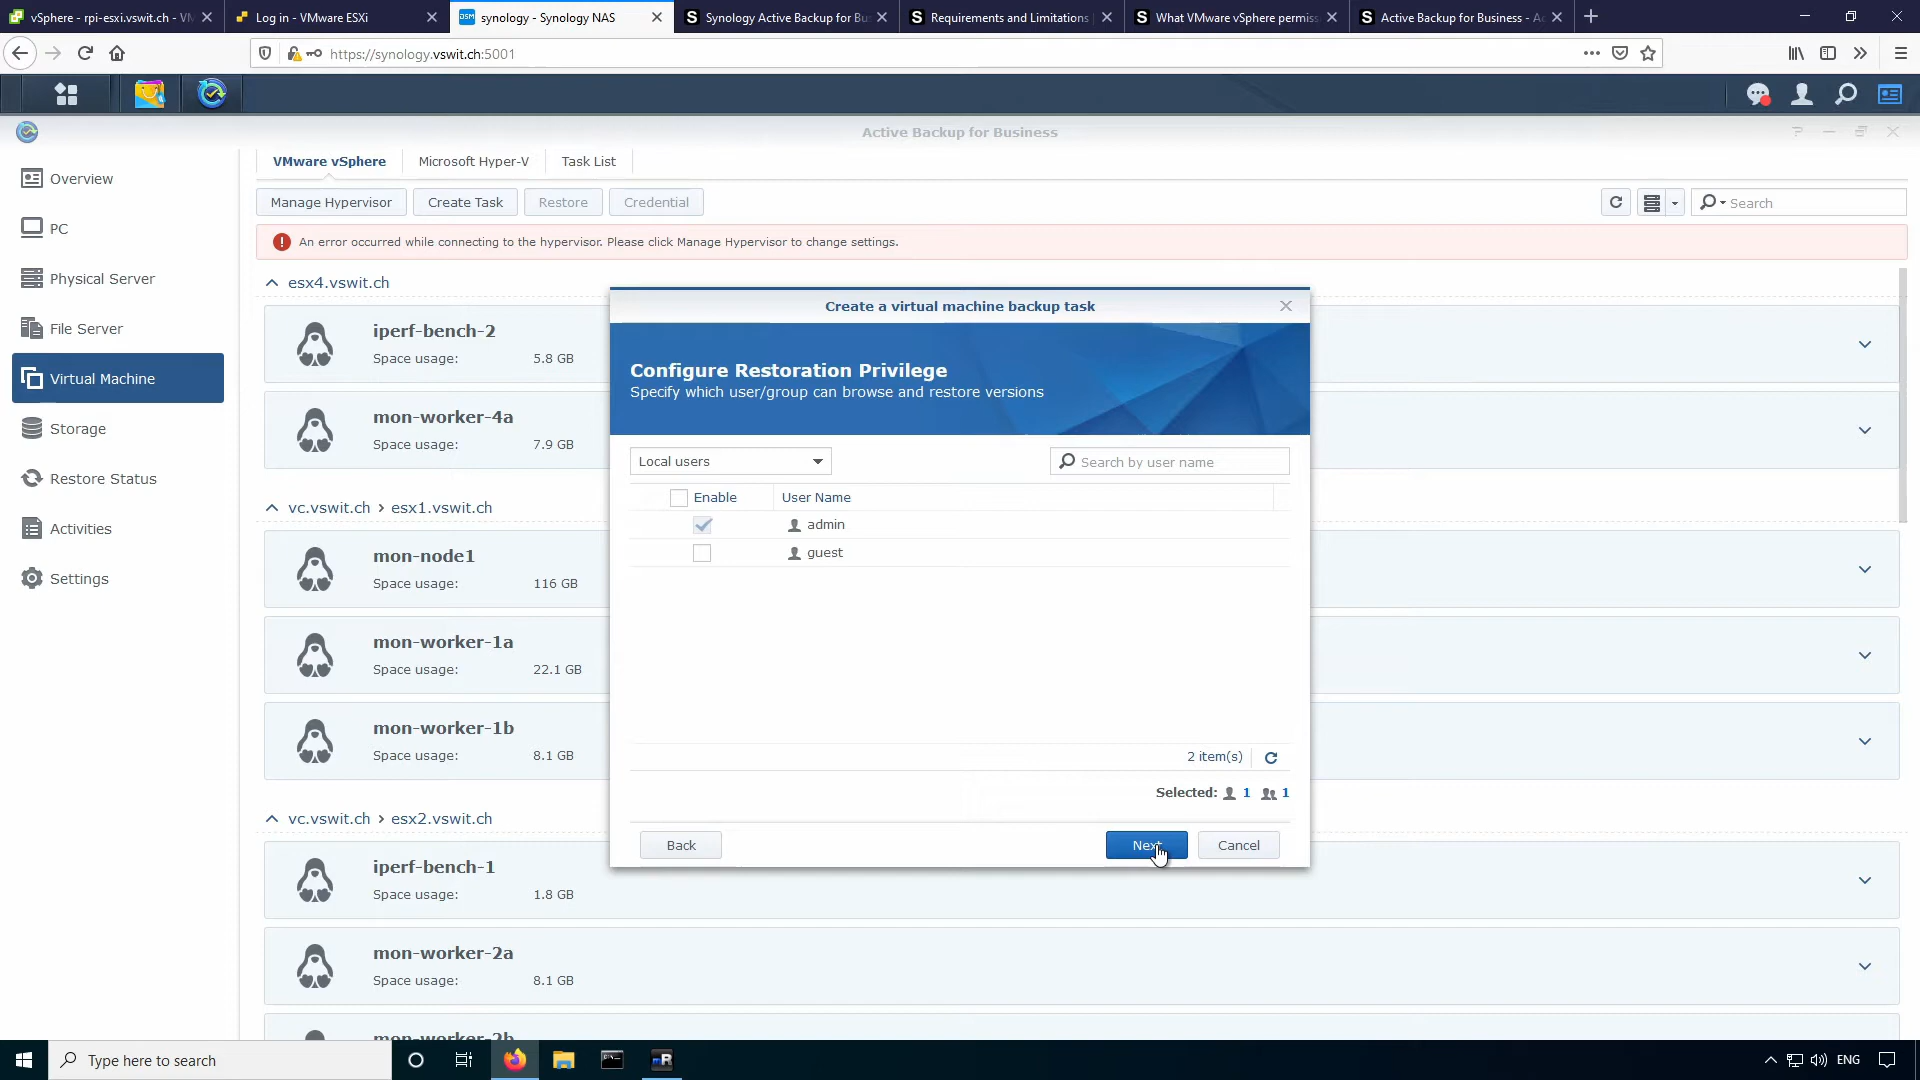 vSphere - rpi-esxi.vswit.ch - VM
Log in - VMware ESXi
DSM
synology - Synology NAS
Synology Active Backup for Bu
Requirements and Limitations
What VMware vSphere permiss
Active Backup for Business - Ac
https://synology.vswit.ch:5001
Active Backup for Business
Overview
PC
Physical Server
File Server
Virtual Machine
Storage
Restore Status
Activities
Settings
VMware vSphere
Microsoft Hyper-V
Task List
Manage Hypervisor
Create Task
Restore
Credential
Search
An error occurred while connecting to the hypervisor. Please click Manage Hypervisor to change settings.
esx4.vswit.ch
iperf-bench-2
Space usage: 5.8 GB
mon-worker-4a
Space usage: 7.9 GB
vc.vswit.ch > esx1.vswit.ch
mon-node1
Space usage: 116 GB
mon-worker-1a
Space usage: 22.1 GB
mon-worker-1b
Space usage: 8.1 GB
vc.vswit.ch > esx2.vswit.ch
iperf-bench-1
Space usage: 1.8 GB
mon-worker-2a
Space usage: 8.1 GB
mon-worker-2b
Create a virtual machine backup task
Configure Restoration Privilege
Specify which user/group can browse and restore versions
Local users
Search by user name
Enable
User Name
admin
guest
2 item(s)
Selected: 1 1
Back
Next
Cancel
Type here to search
ENG